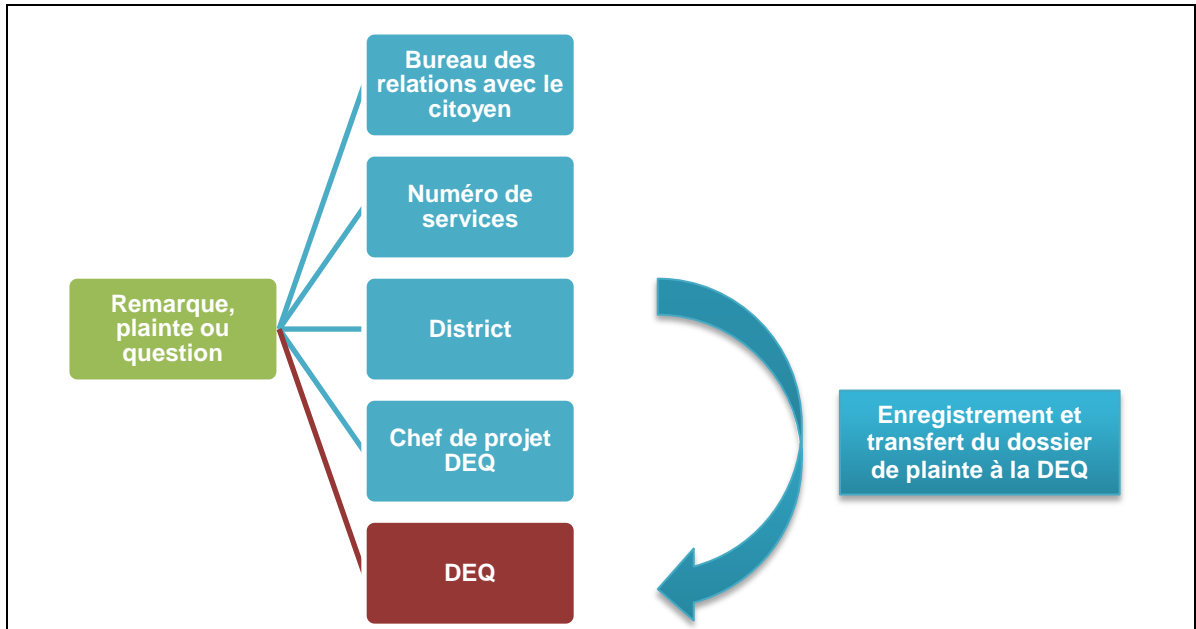 Bureau des
relations avec le
citoyen
Numéro de
services
Remarque,
plainte ou
question
District
Chef de projet
DEQ
DEQ
Enregistrement et
transfert du dossier
de plainte à la DEQ